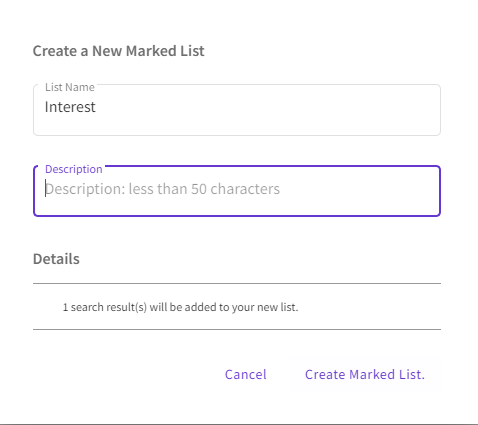 Create a New Marked List
List Name
Interest
Description
Description: less than 50 characters
Details
1 search result(s) will be added to your new list.
Cancel
Create Marked List.